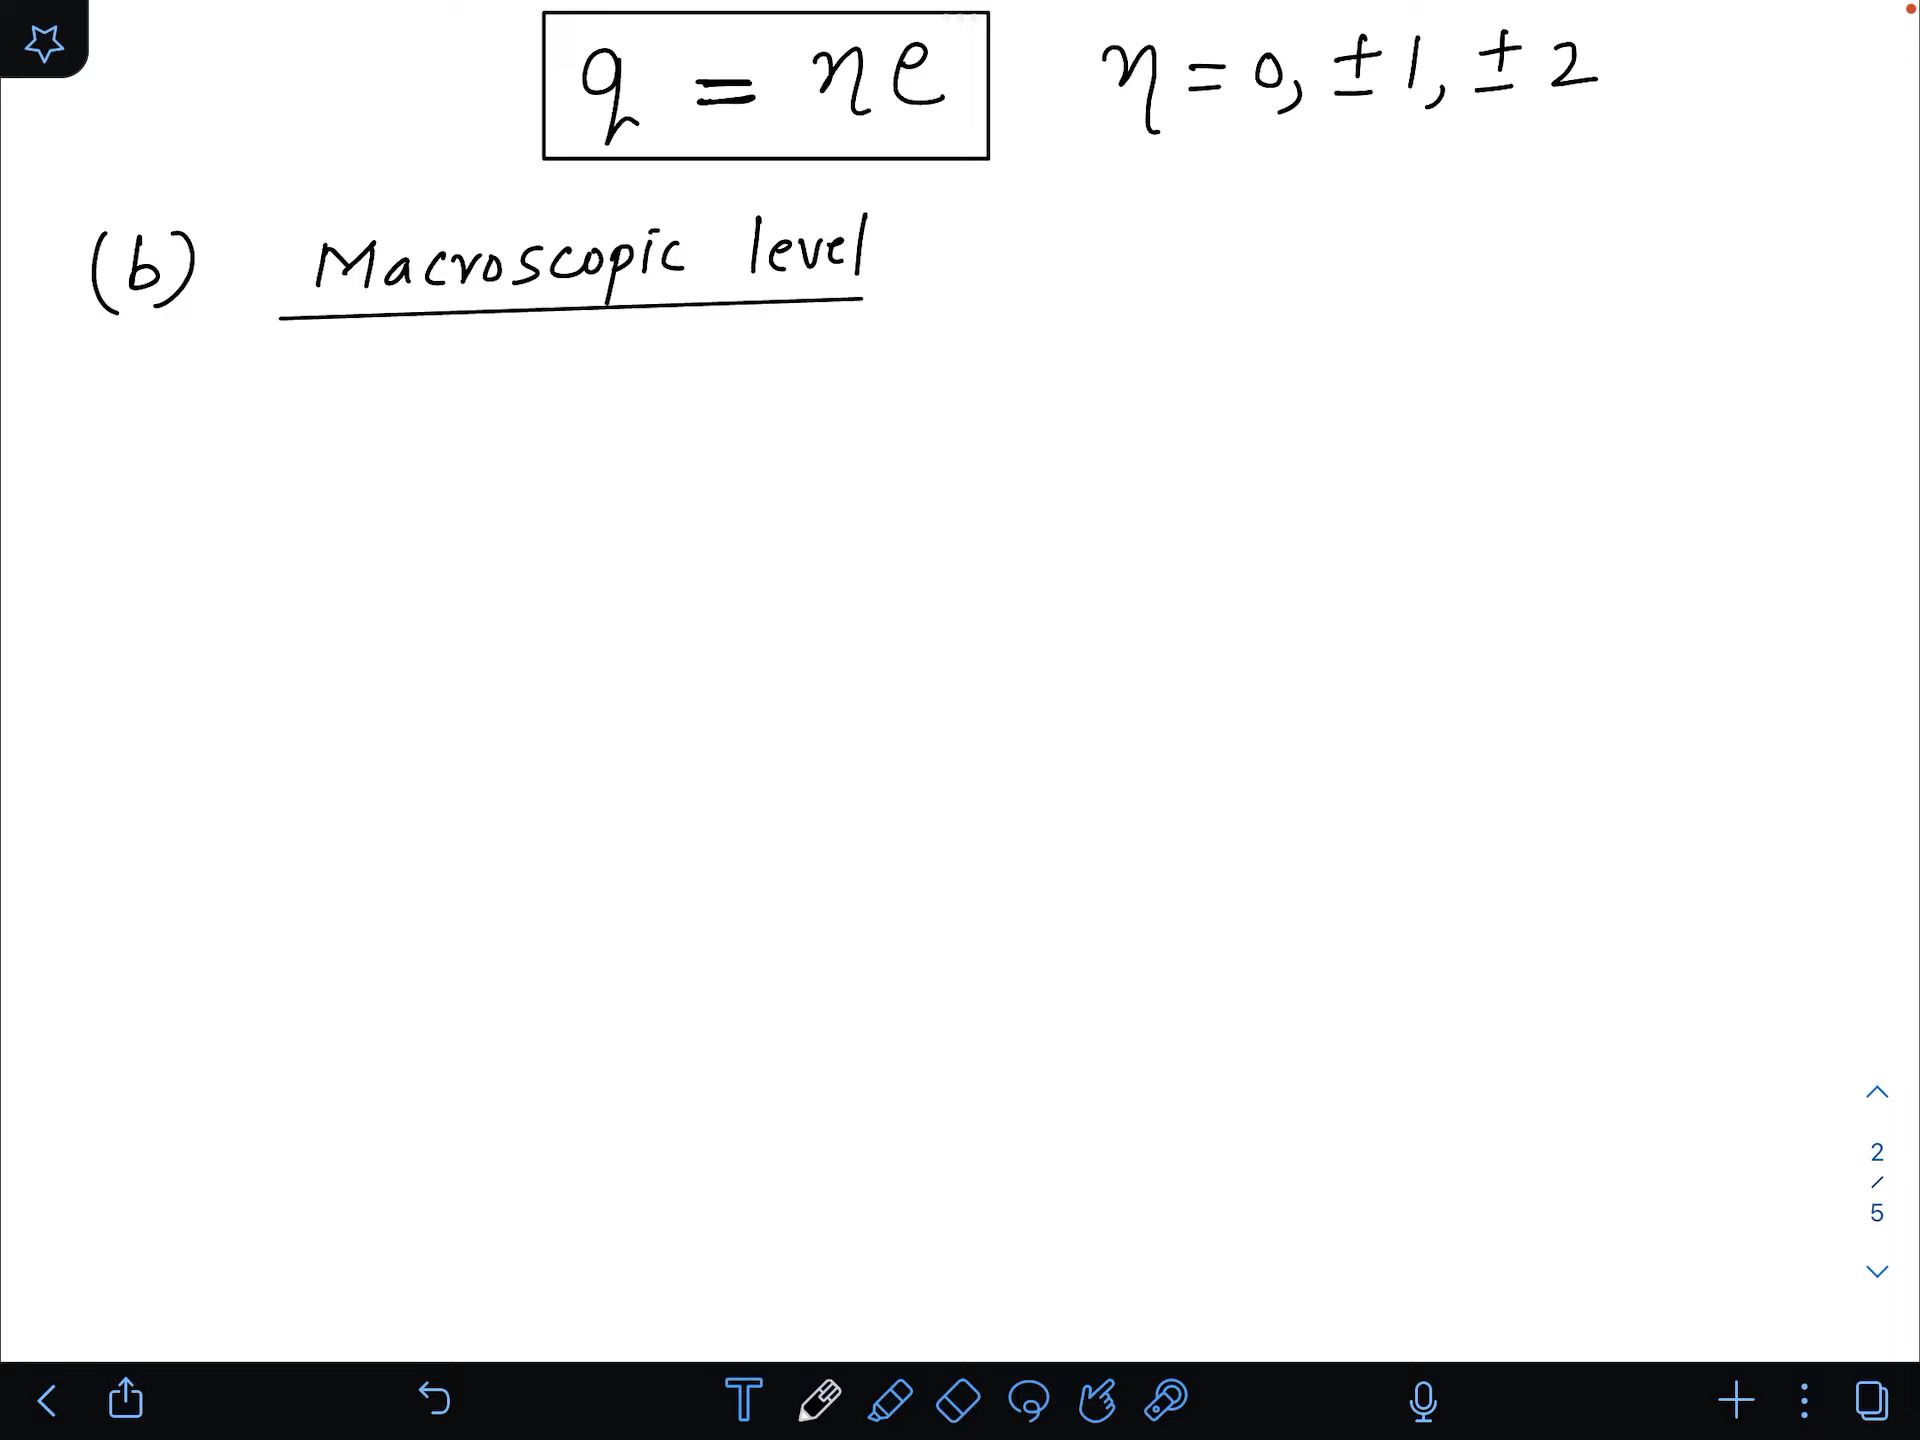 q = ne n = 0, ± 1, ± 2
(b) Macroscopic level
2
/
5